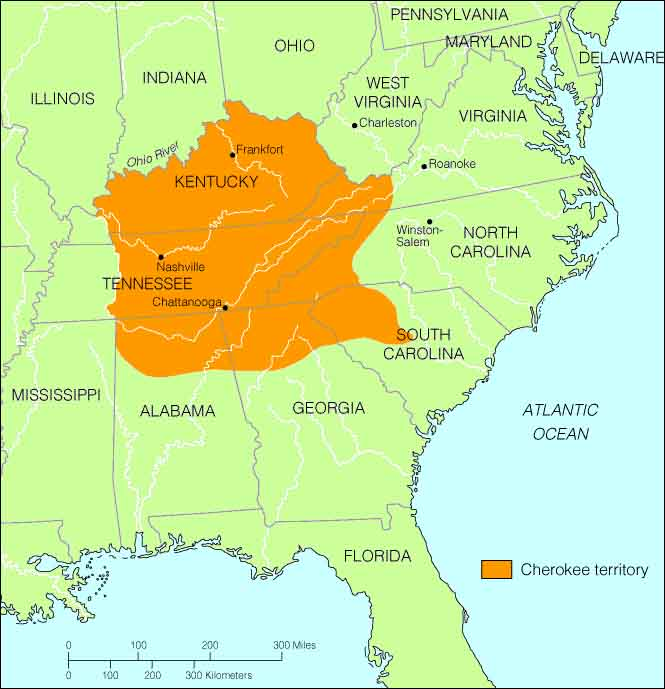 PENNSYLVANIA
OHIO
MARYLAND
DELAWARE
INDIANA
WEST
VIRGINIA
ILLINOIS
VIRGINIA
Charleston
Ohio River
Frankfort
Roanoke
KENTUCKY
Winston-
Salem
NORTH
CAROLINA
Nashville
TENNESSEE
Chattanooga
SOUTH
CAROLINA
MISSISSIPPI
ALABAMA
GEORGIA
ATLANTIC
OCEAN
FLORIDA
Cherokee territory
0 100 200 300 Miles
0 100 200 300 Kilometers